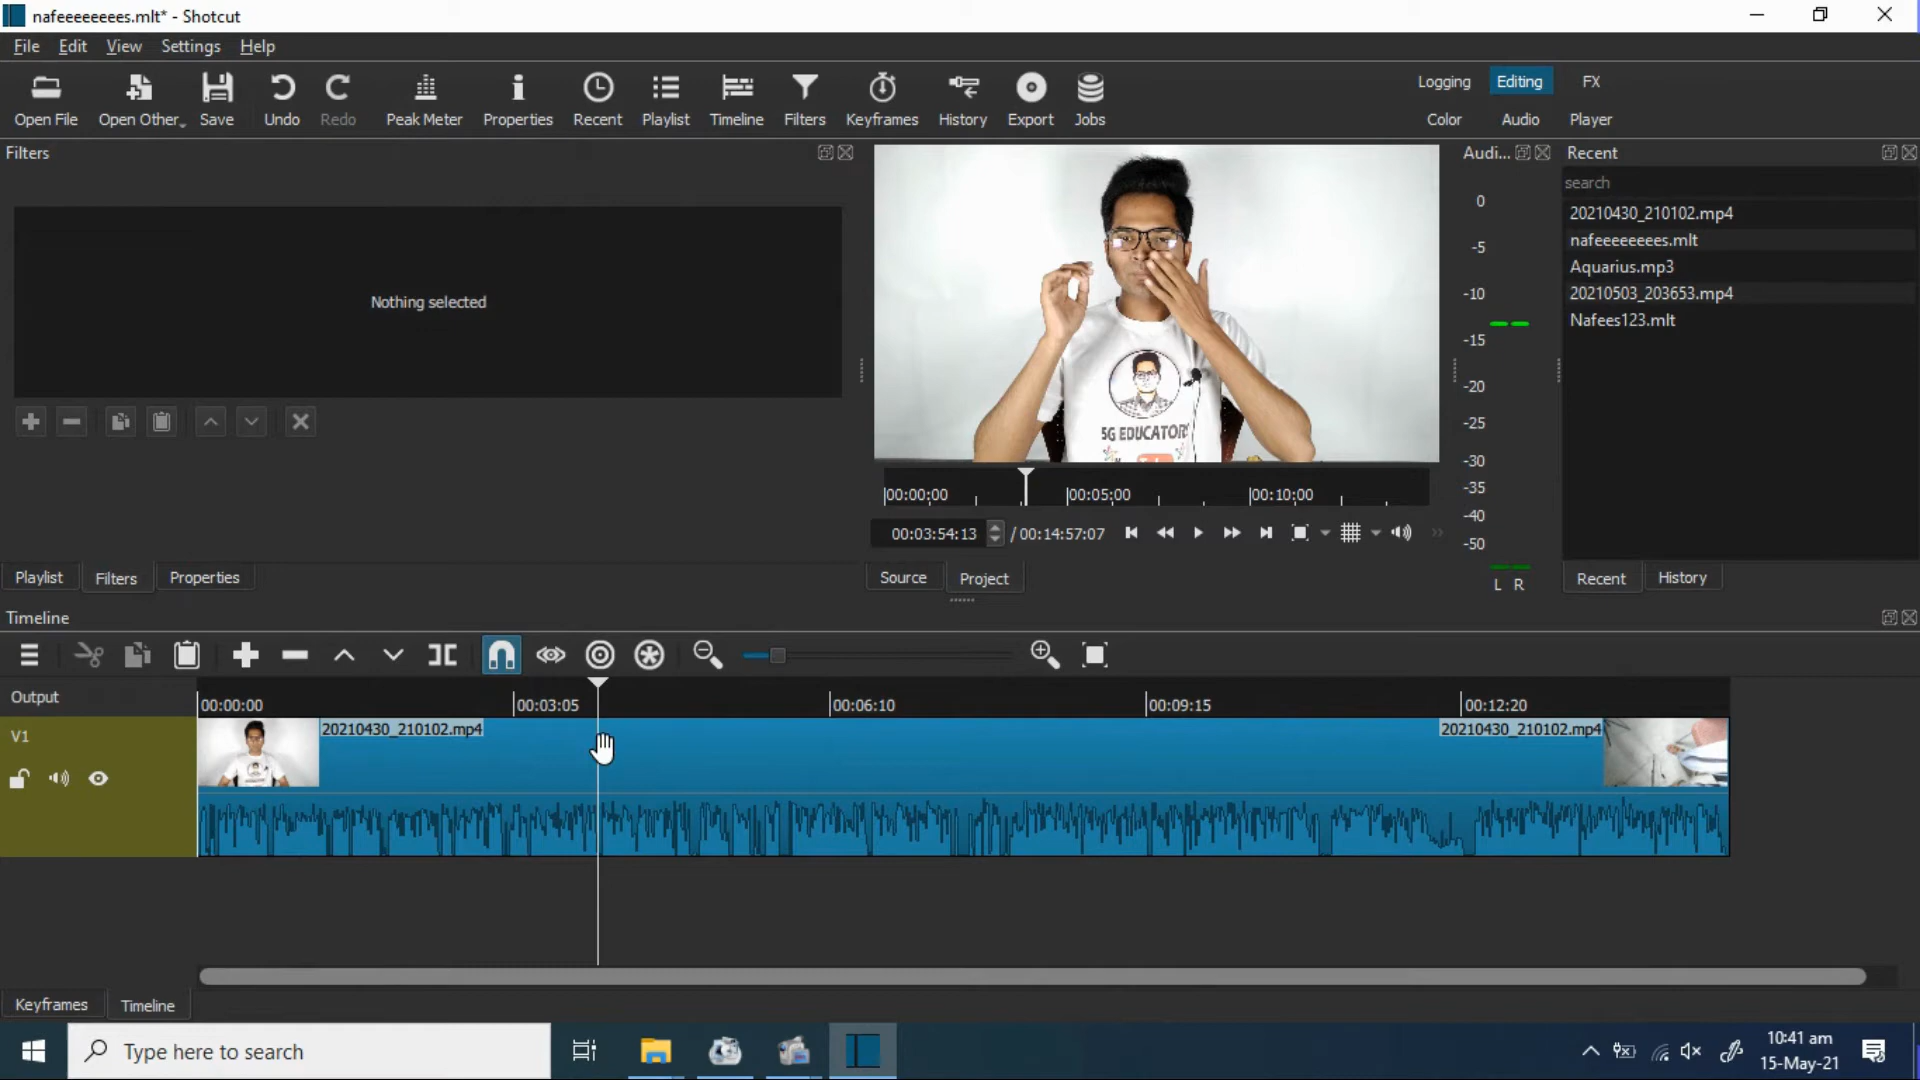 nafeeeeeeees.mlt* - Shotcut
File Edit View Settings Help
Open File Open Other Save Undo Redo Peak Meter Properties Recent Playlist Timeline Filters Keyframes History Export Jobs
Logging Editing FX
Color Audio Player
Filters
Nothing selected
5G EDUCATOR
Playlist Filters Properties
00:00:00 00:05:00 00:10:00
00:03:54:13 / 00:14:57:07
Source Project
Audi...
0
-5
-10
-15
-20
-25
-30
-35
-40
-50
L R
Recent
search
20210430_210102.mp4
nafeeeeeeees.mlt
Aquarius.mp3
20210503_203653.mp4
Nafees123.mlt
Recent History
Timeline
Output 00:00:00 00:03:05 00:06:10 00:09:15 00:12:20
V1
20210430_210102.mp4 20210430_210102.mp4
Keyframes Timeline
Type here to search
10:41 am
15-May-21